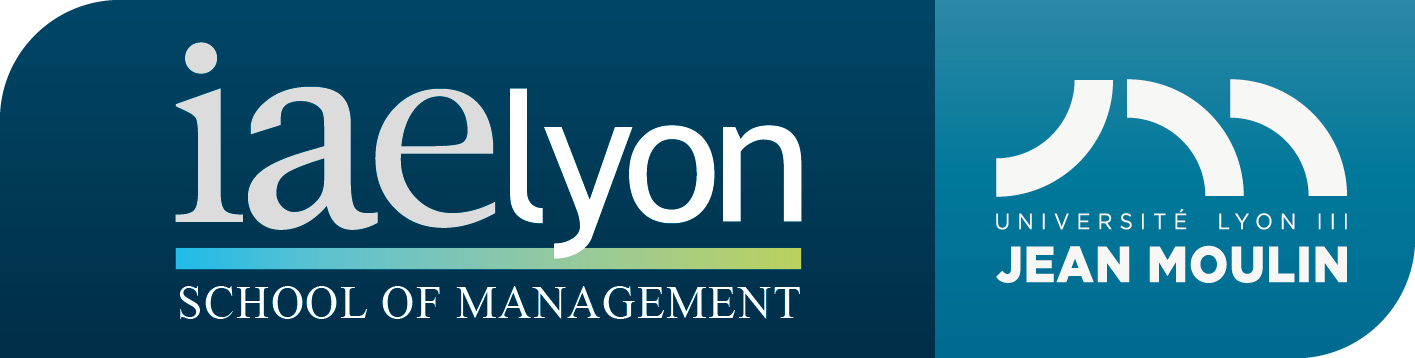 iaelyon
SCHOOL OF MANAGEMENT
UNIVERSITÉ LYON III
JEAN MOULIN